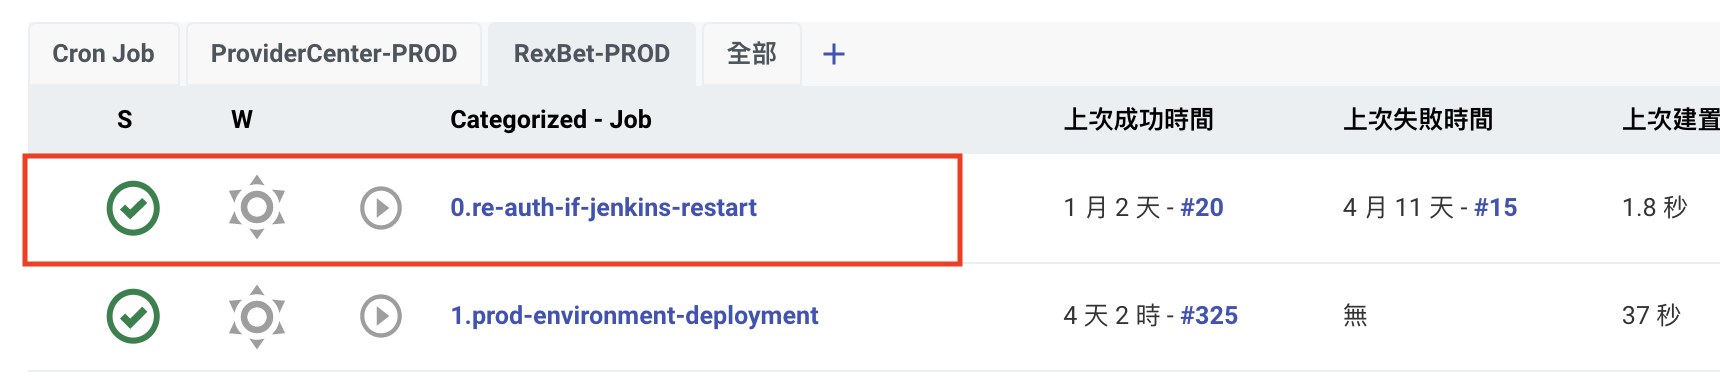 Cron Job ProviderCenter-PROD RexBet-PROD 全部 +
S W Categorized - Job 上次成功時間 上次失敗時間 上次建置
0.re-auth-if-jenkins-restart 1 月 2 天 - #20 4 月 11 天 - #15 1.8 秒
1.prod-environment-deployment 4 天 2 時 - #325 無 37 秒